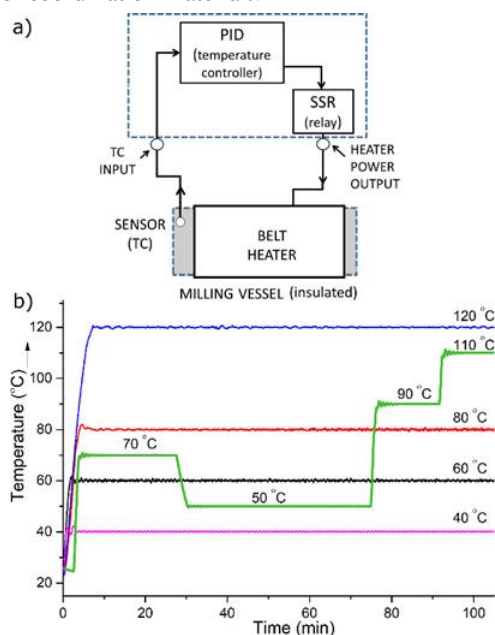 a)
PID
(temperature
controller)
SSR
(relay)
TC
INPUT
HEATER
POWER
OUTPUT
SENSOR
(TC)
BELT
HEATER
MILLING VESSEL (insulated)
b)
Temperature (°C)
120
100
80
60
40
20
120 °C
110 °C
90 °C
80 °C
70 °C
60 °C
50 °C
40 °C
0 20 40 60 80 100
Time (min)